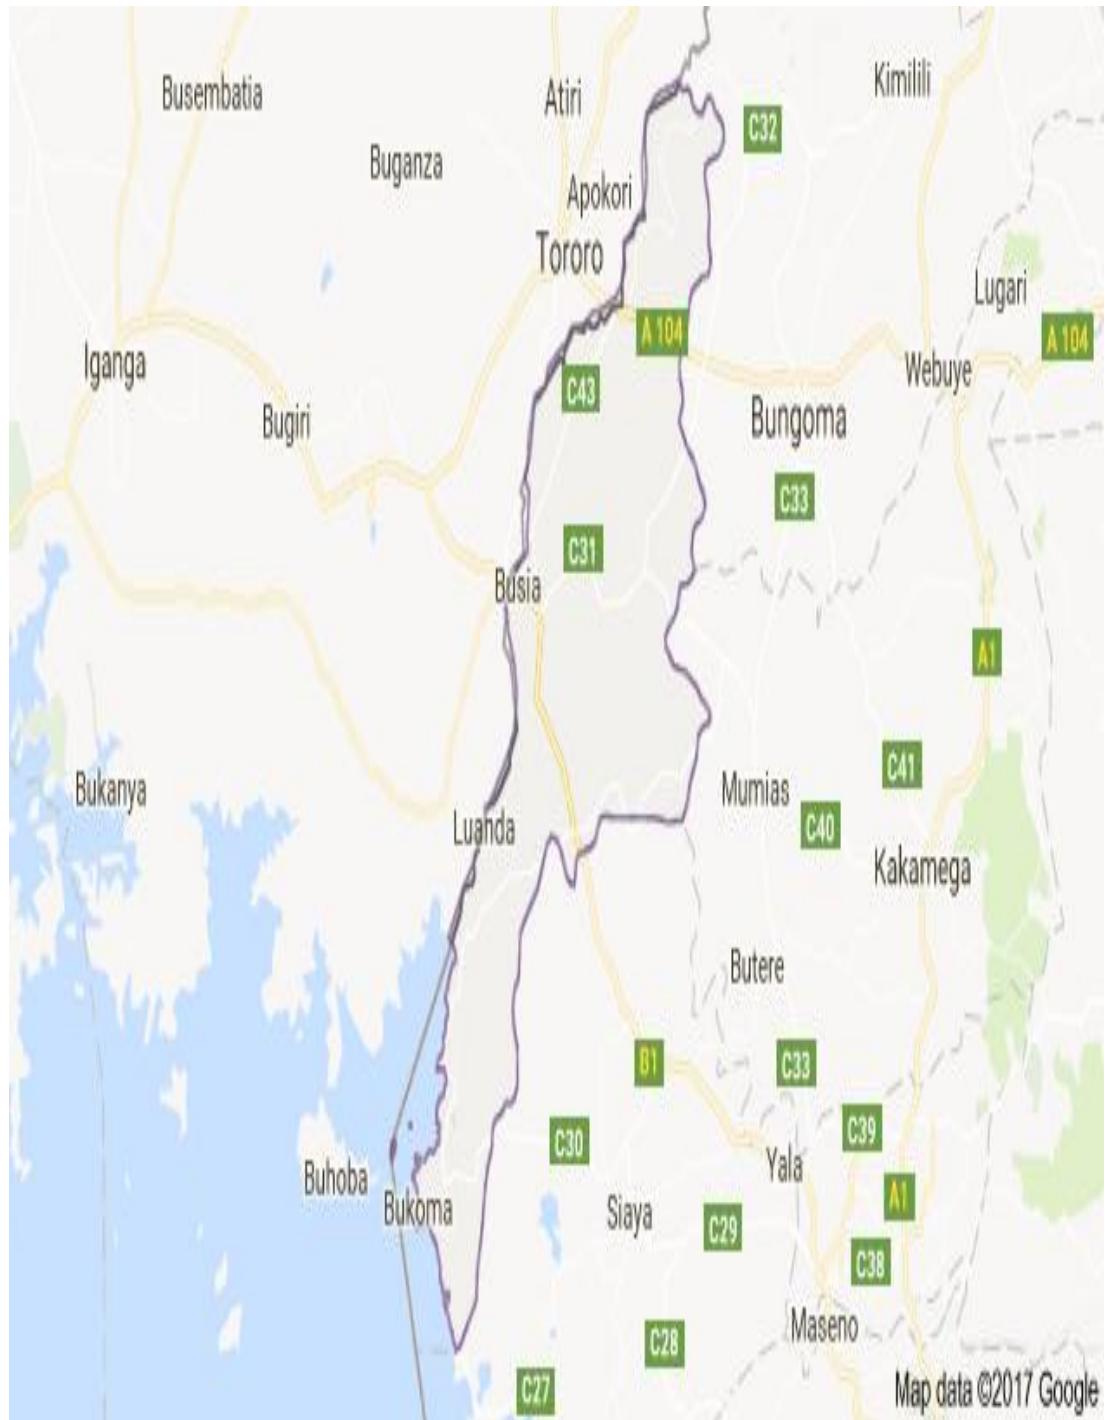 Kimilili
Busembatia
Atiri
C32
Buganza
Apokori
Tororo
Lugari
A 104
A 104
Iganga
Webuye
C43
Bugiri
Bungoma
C33
C31
Busia
A1
C41
Bukanya
Mumias
C40
Luanda
Kakamega
Butere
B1
C33
C39
C30
Yala
Buhoba
A1
Bukoma
Siaya
C29
C38
Maseno
C28
C27
Map data ©2017 Google